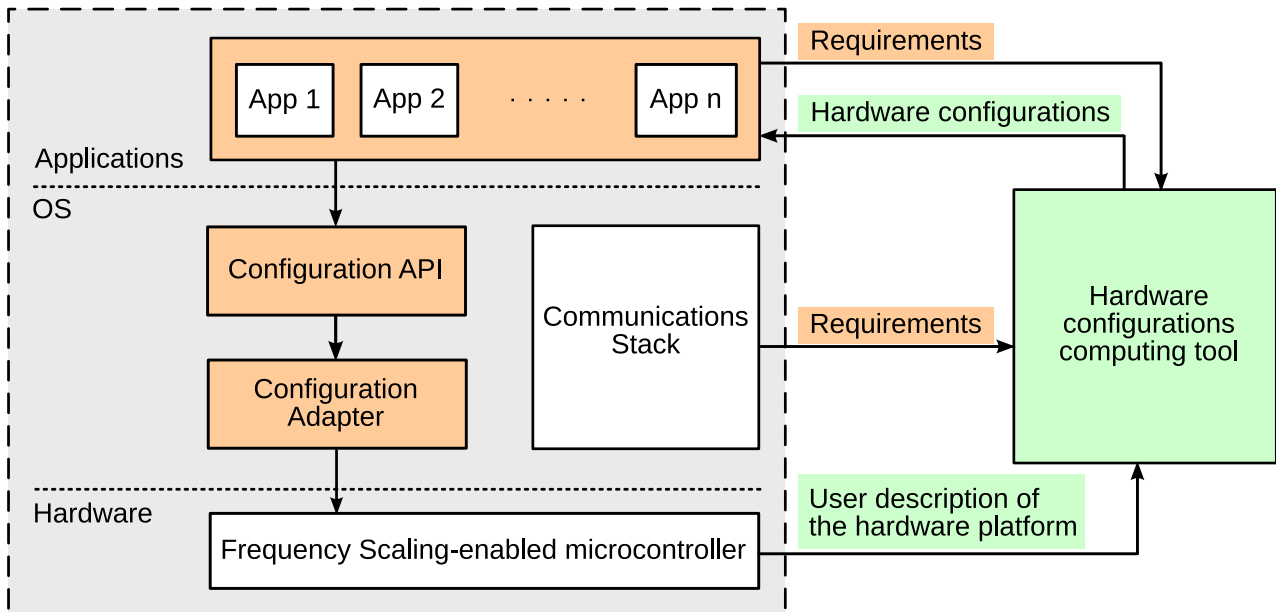 Requirements
App 1
App 2
. . . . .
App n
Hardware configurations
Applications
OS
Configuration API
Communications
Stack
Requirements
Hardware
configurations
computing tool
Configuration
Adapter
Hardware
User description of
the hardware platform
Frequency Scaling-enabled microcontroller